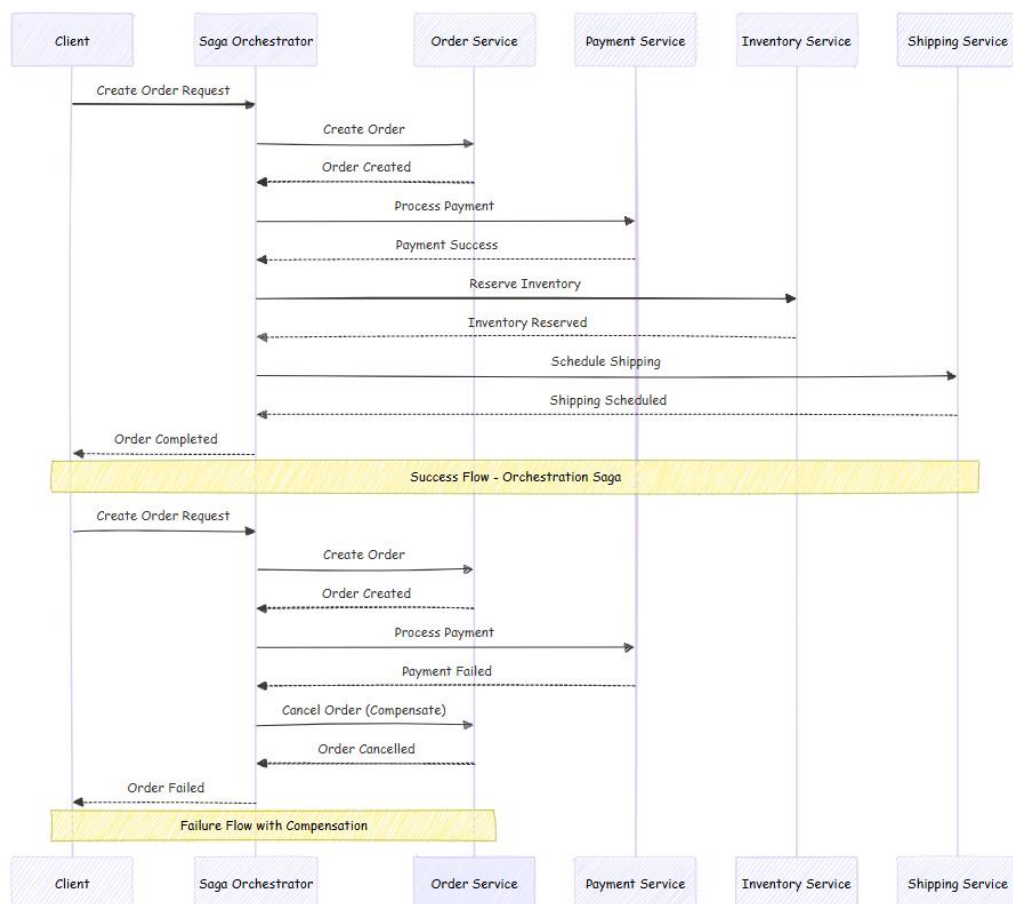 Client
Saga Orchestrator
Order Service
Payment Service
Inventory Service
Shipping Service
Create Order Request
Create Order
Order Created
Process Payment
Payment Success
Reserve Inventory
Inventory Reserved
Schedule Shipping
Shipping Scheduled
Order Completed
Success Flow - Orchestration Saga
Create Order Request
Create Order
Order Created
Process Payment
Payment Failed
Cancel Order (Compensate)
Order Cancelled
Order Failed
Failure Flow with Compensation
Client
Saga Orchestrator
Order Service
Payment Service
Inventory Service
Shipping Service